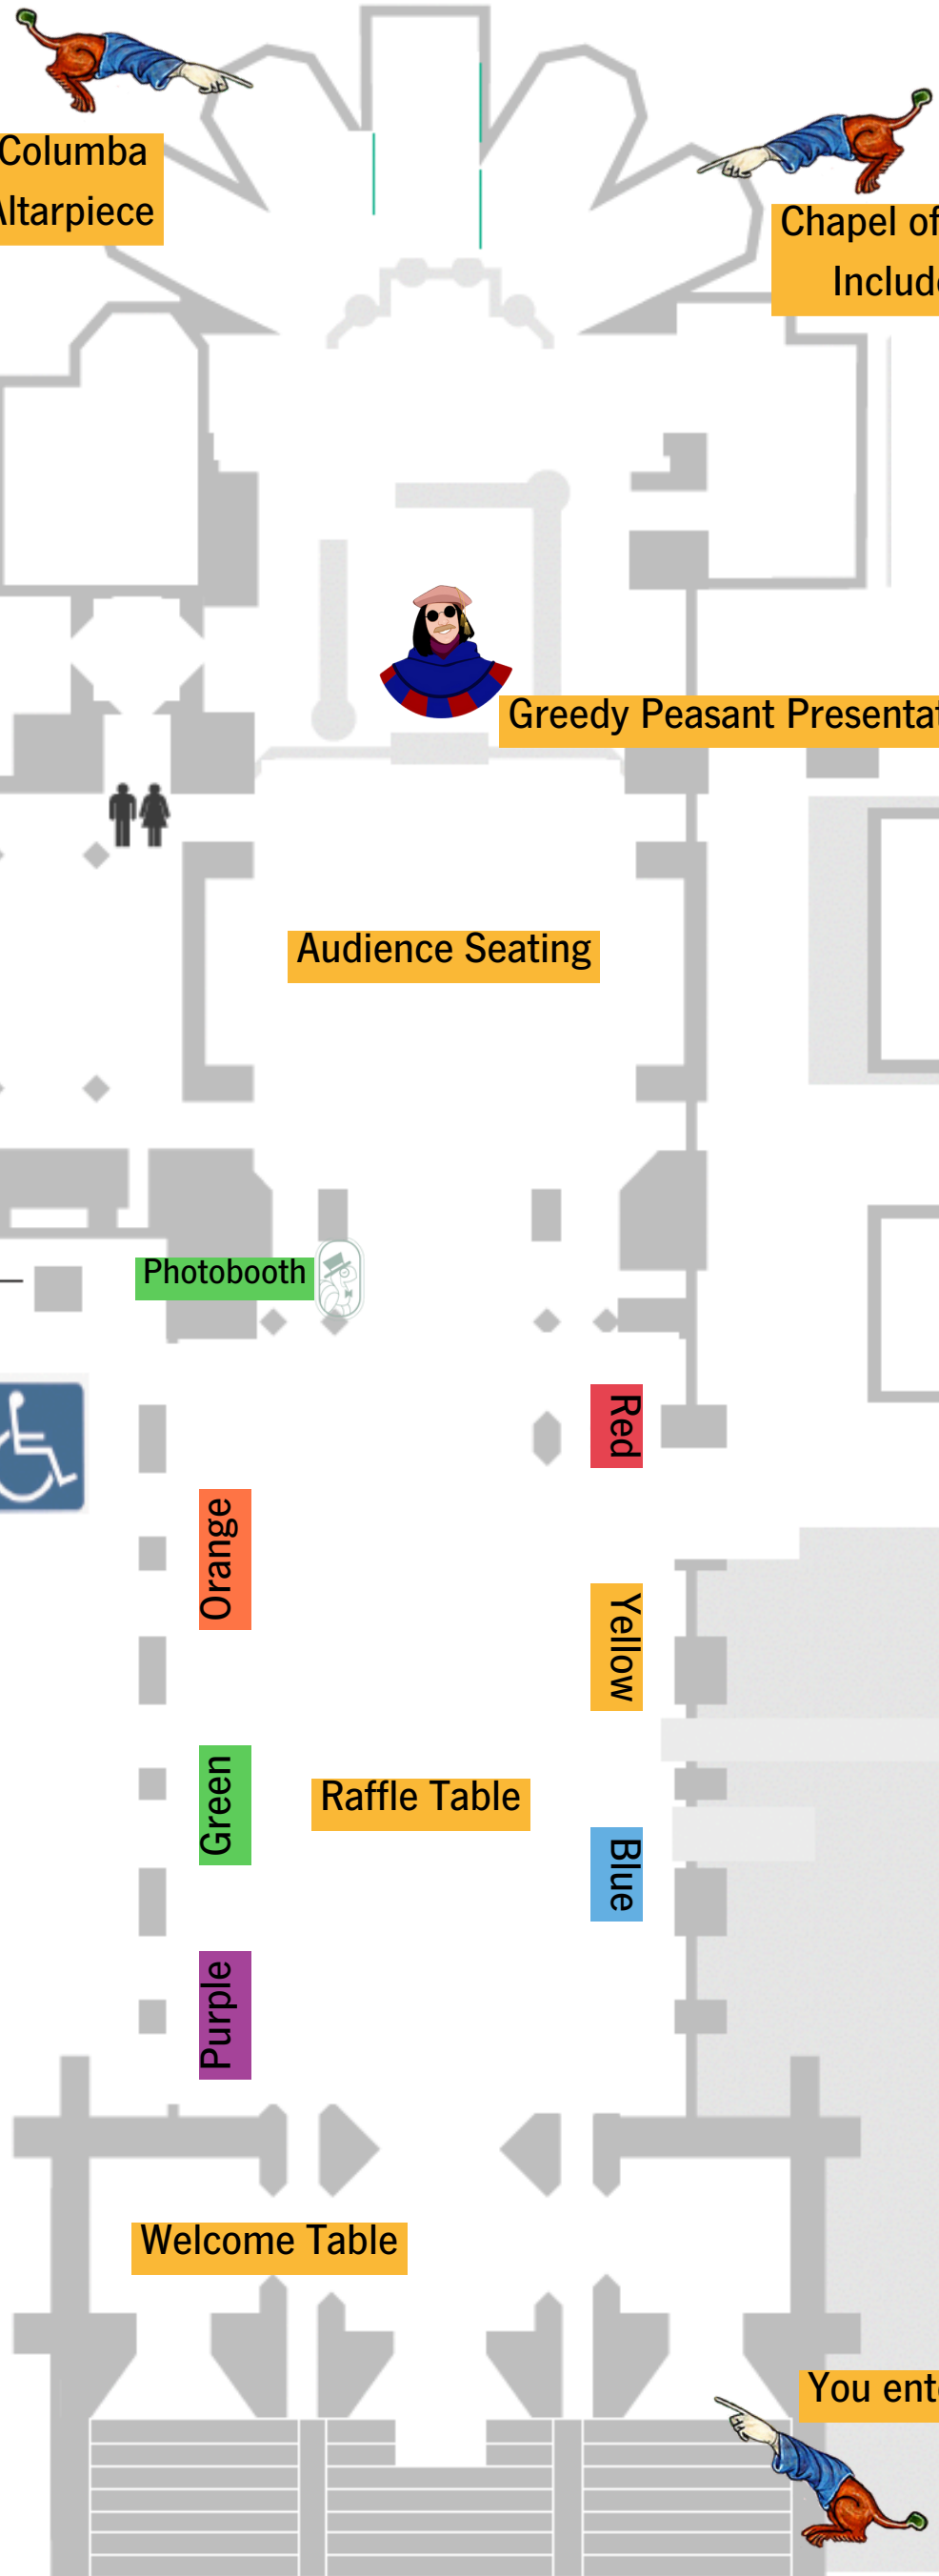 Columba
Altarpiece
Chapel of
Includ
Greedy Peasant Presentat
Audience Seating
Photobooth
Red
Orange
Yellow
Green
Raffle Table
Blue
Purple
Welcome Table
You ent